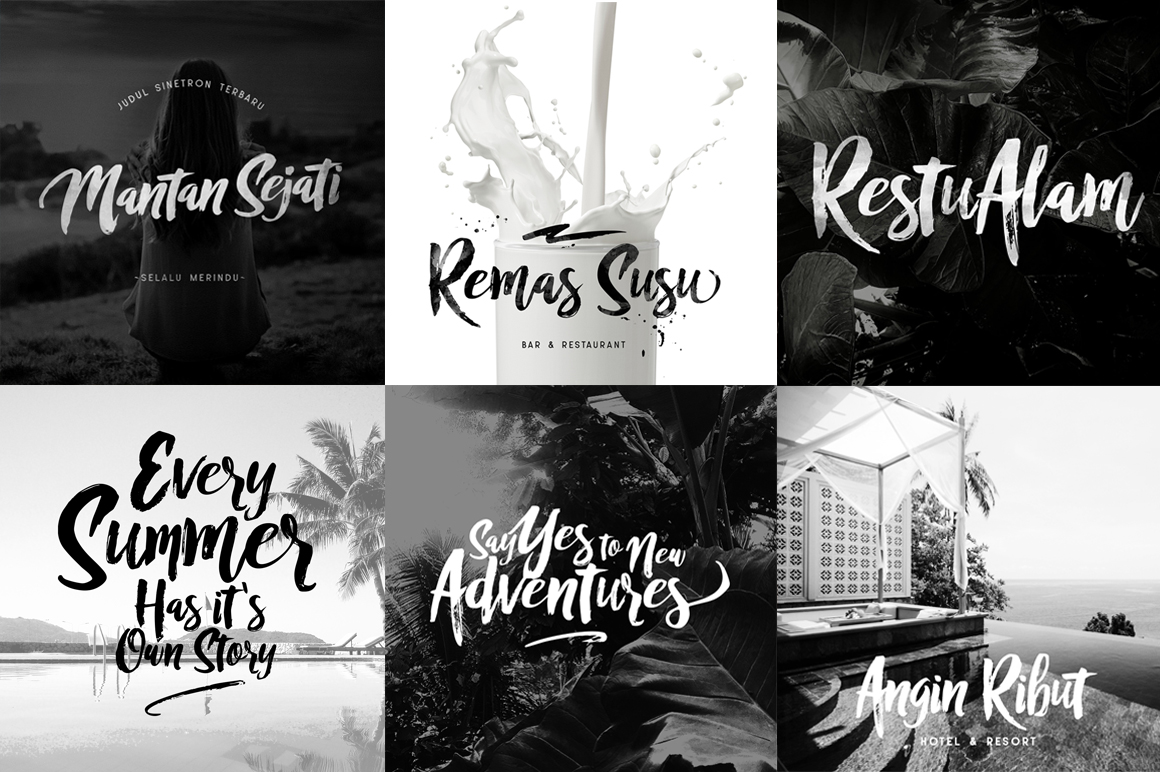 JUDUL SINETRON TERBARU
Mantan Sejati
~SELALU MERINDU~
Remas Susu
BAR & RESTAURANT
RestuAlam
Every
Summer
Has it's
Own Story
Say Yes to New
Adventures
Angin Ribut
HOTEL & RESORT